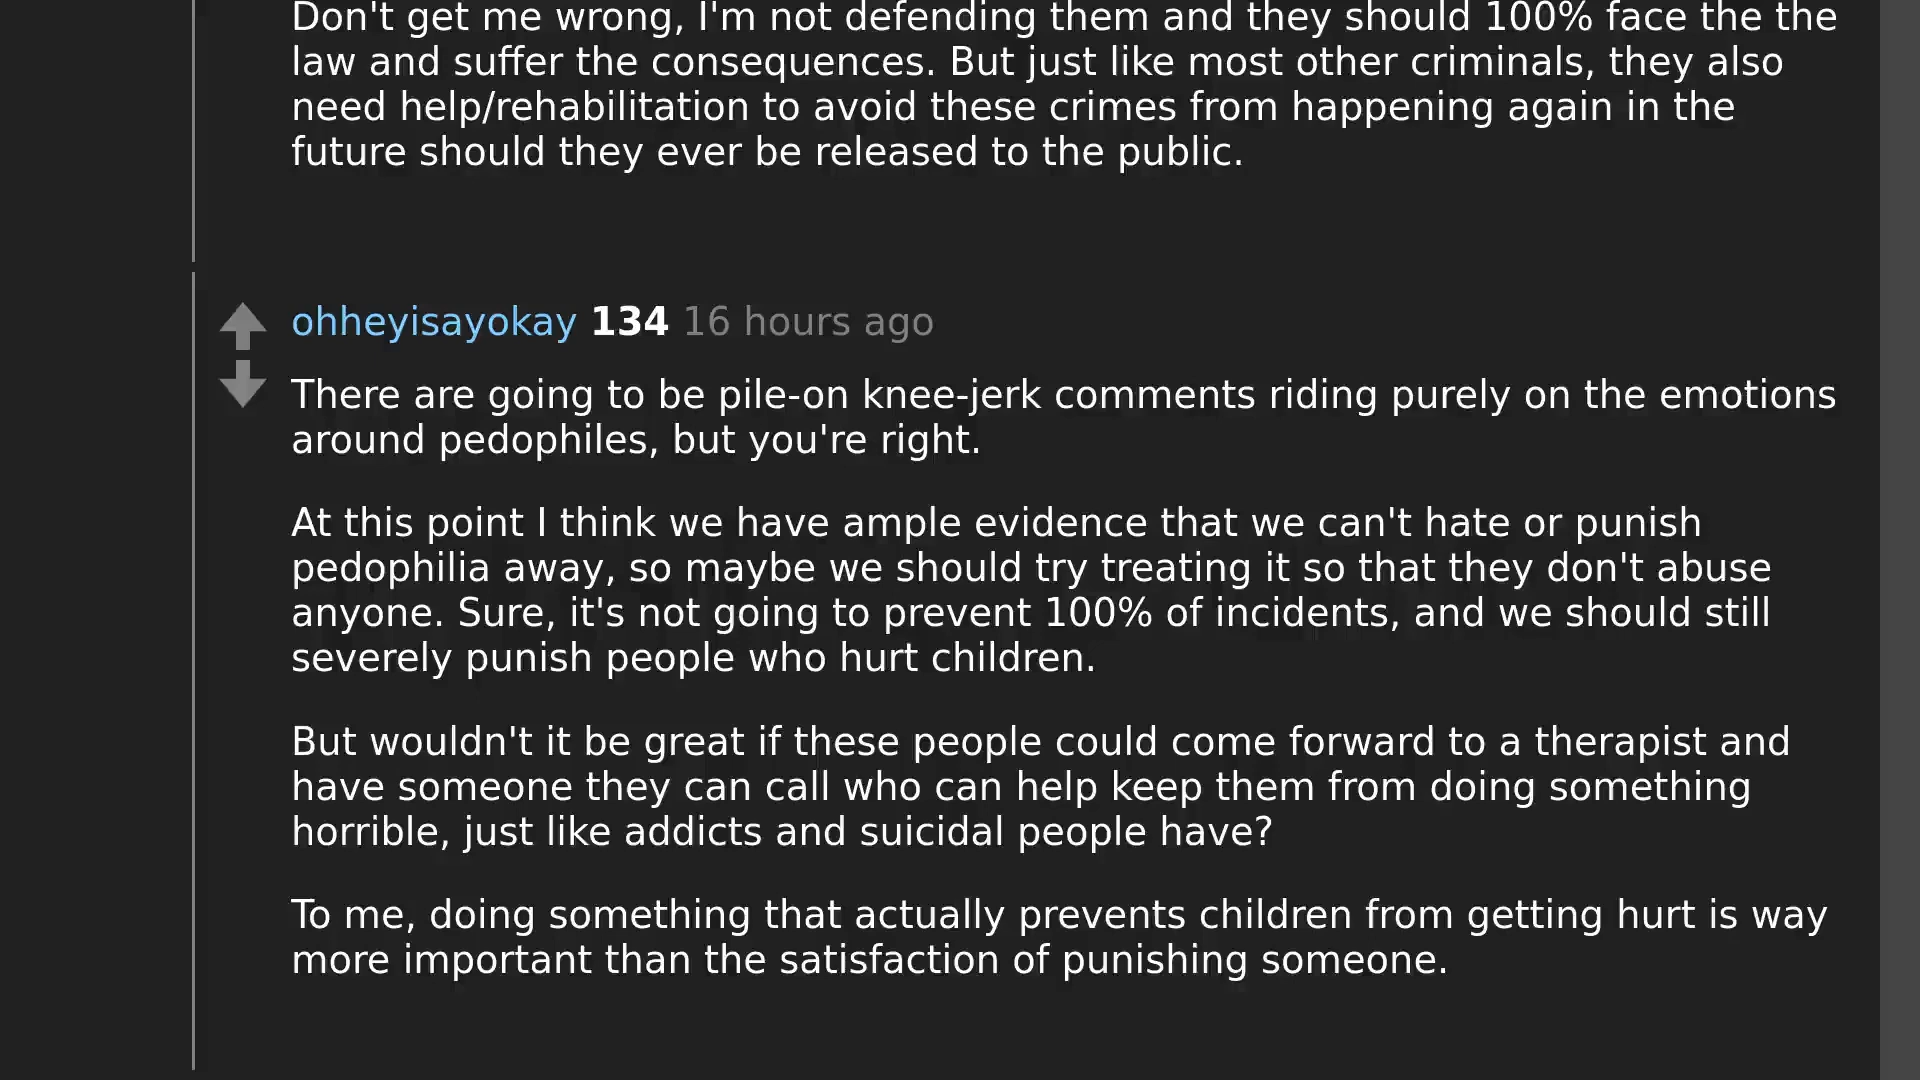 Don't get me wrong, I'm not defending them and they should 100% face the the
law and suffer the consequences. But just like most other criminals, they also
need help/rehabilitation to avoid these crimes from happening again in the
future should they ever be released to the public.
ohheyisayokay 134 16 hours ago
There are going to be pile-on knee-jerk comments riding purely on the emotions
around pedophiles, but you're right.
At this point I think we have ample evidence that we can't hate or punish
pedophilia away, so maybe we should try treating it so that they don't abuse
anyone. Sure, it's not going to prevent 100% of incidents, and we should still
severely punish people who hurt children.
But wouldn't it be great if these people could come forward to a therapist and
have someone they can call who can help keep them from doing something
horrible, just like addicts and suicidal people have?
To me, doing something that actually prevents children from getting hurt is way
more important than the satisfaction of punishing someone.